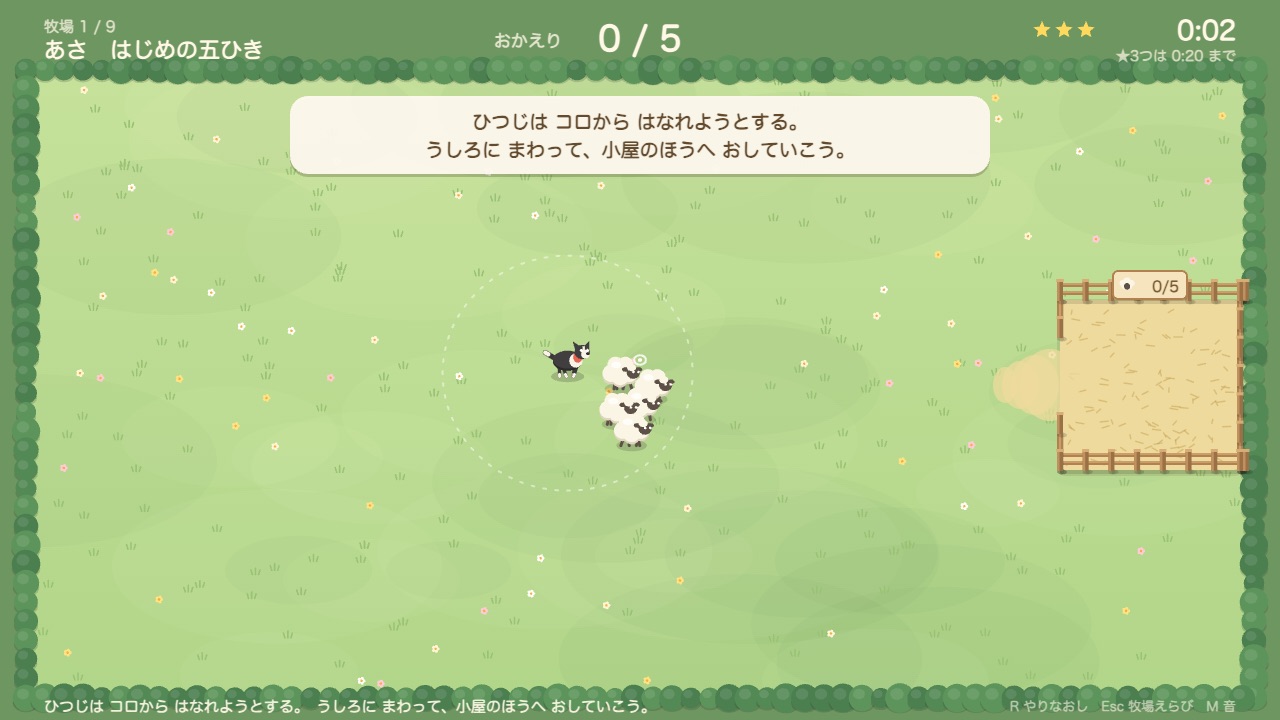 牧場 1 / 9
あさ　はじめの五ひき
おかえり 0 / 5
0:02
★3つは 0:20 まで
ひつじは コロから はなれようとする。
うしろに まわって、小屋のほうへ おしていこう。
0/5
ひつじは コロから はなれようとする。 うしろに まわって、小屋のほうへ おしていこう。
R やりなおし　Esc 牧場えらび　M 音